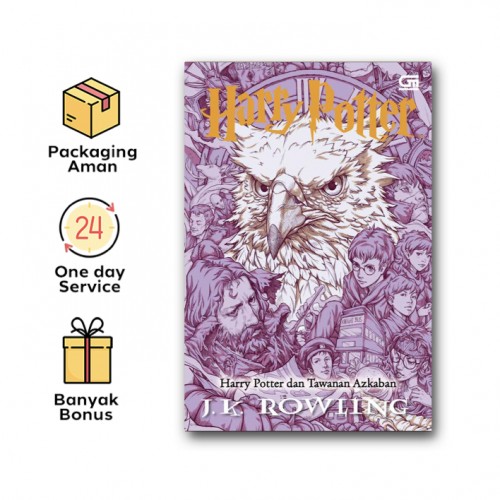 Packaging
Aman
24
One day
Service
Banyak
Bonus
Harry Potter
Harry Potter dan Tawanan Azkaban
J.K. ROWLING